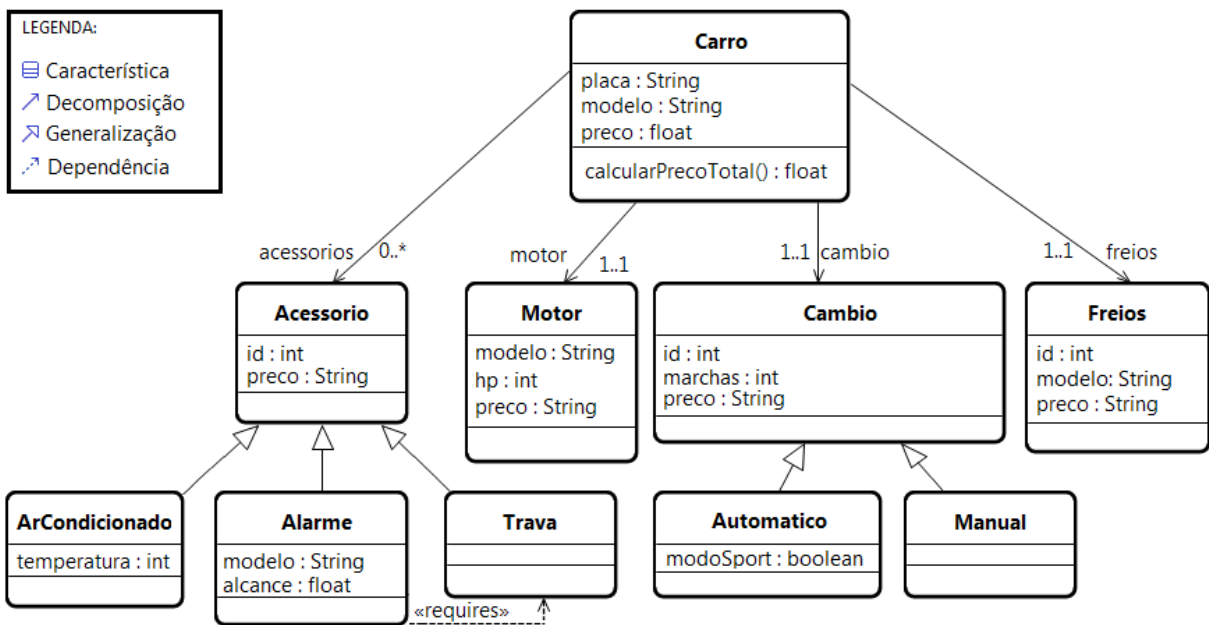 LEGENDA:
Característica
Decomposição
Generalização
Dependência
Carro
placa : String
modelo : String
preco : float
calcularPrecoTotal() : float
acessorios 0..*
motor 1..1
1..1 cambio
1..1 freios
Acessorio
id : int
preco : String
Motor
modelo : String
hp : int
preco : String
Cambio
id : int
marchas : int
preco : String
Freios
id : int
modelo: String
preco : String
ArCondicionado
temperatura : int
Alarme
modelo : String
alcance : float
Trava
«requires»
Automatico
modoSport : boolean
Manual